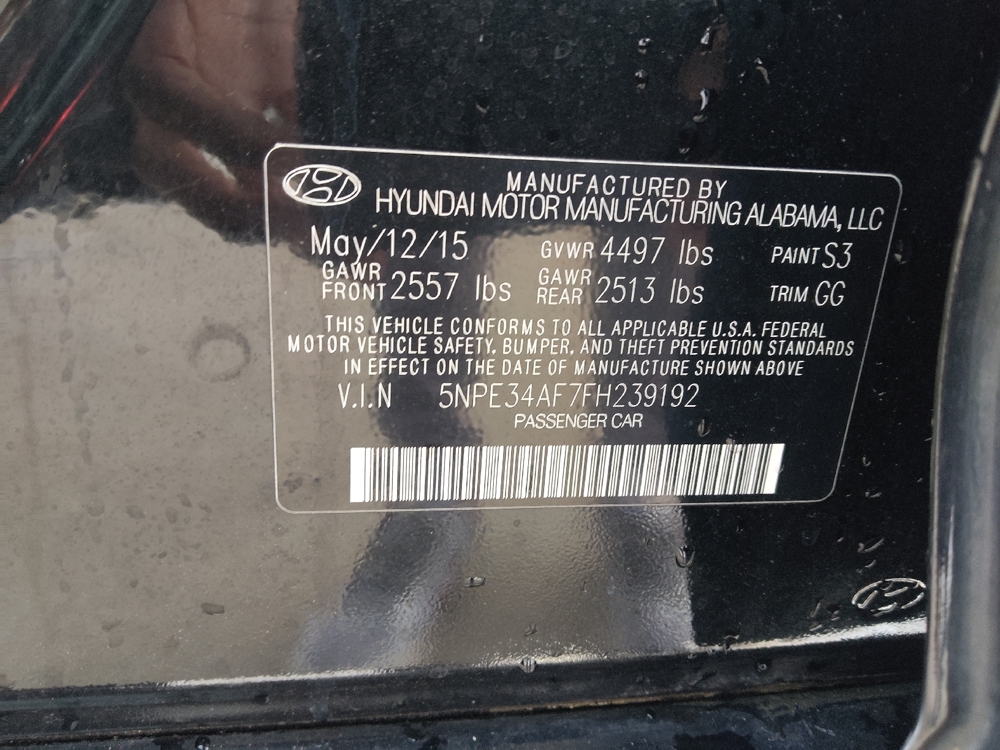 MANUFACTURED BY
HYUNDAI MOTOR MANUFACTURING ALABAMA, LLC
May/12/15 GVWR 4497 lbs PAINT S3
GAWR FRONT 2557 lbs GAWR REAR 2513 lbs TRIM GG
THIS VEHICLE CONFORMS TO ALL APPLICABLE U.S.A. FEDERAL
MOTOR VEHICLE SAFETY, BUMPER, AND THEFT PREVENTION STANDARDS
IN EFFECT ON THE DATE OF MANUFACTURE SHOWN ABOVE
V.I.N 5NPE34AF7FH239192
PASSENGER CAR